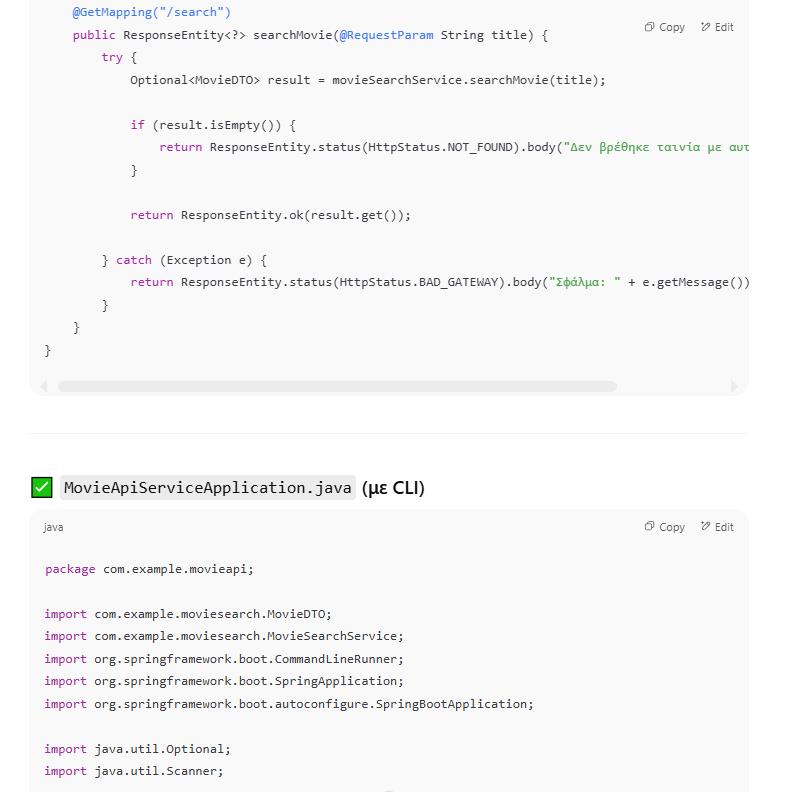 @GetMapping("/search")
Copy Edit
public ResponseEntity<?> searchMovie(@RequestParam String title) {
try {
Optional<MovieDTO> result = movieSearchService.searchMovie(title);
if (result.isEmpty()) {
return ResponseEntity.status(HttpStatus.NOT_FOUND).body("Δεν βρέθηκε ταινία με αυτ
}
return ResponseEntity.ok(result.get());
} catch (Exception e) {
return ResponseEntity.status(HttpStatus.BAD_GATEWAY).body("Σφάλμα: " + e.getMessage())
}
}
}
MovieApiServiceApplication.java (με CLI)
java Copy Edit
package com.example.movieapi;
import com.example.moviesearch.MovieDTO;
import com.example.moviesearch.MovieSearchService;
import org.springframework.boot.CommandLineRunner;
import org.springframework.boot.SpringApplication;
import org.springframework.boot.autoconfigure.SpringBootApplication;
import java.util.Optional;
import java.util.Scanner;